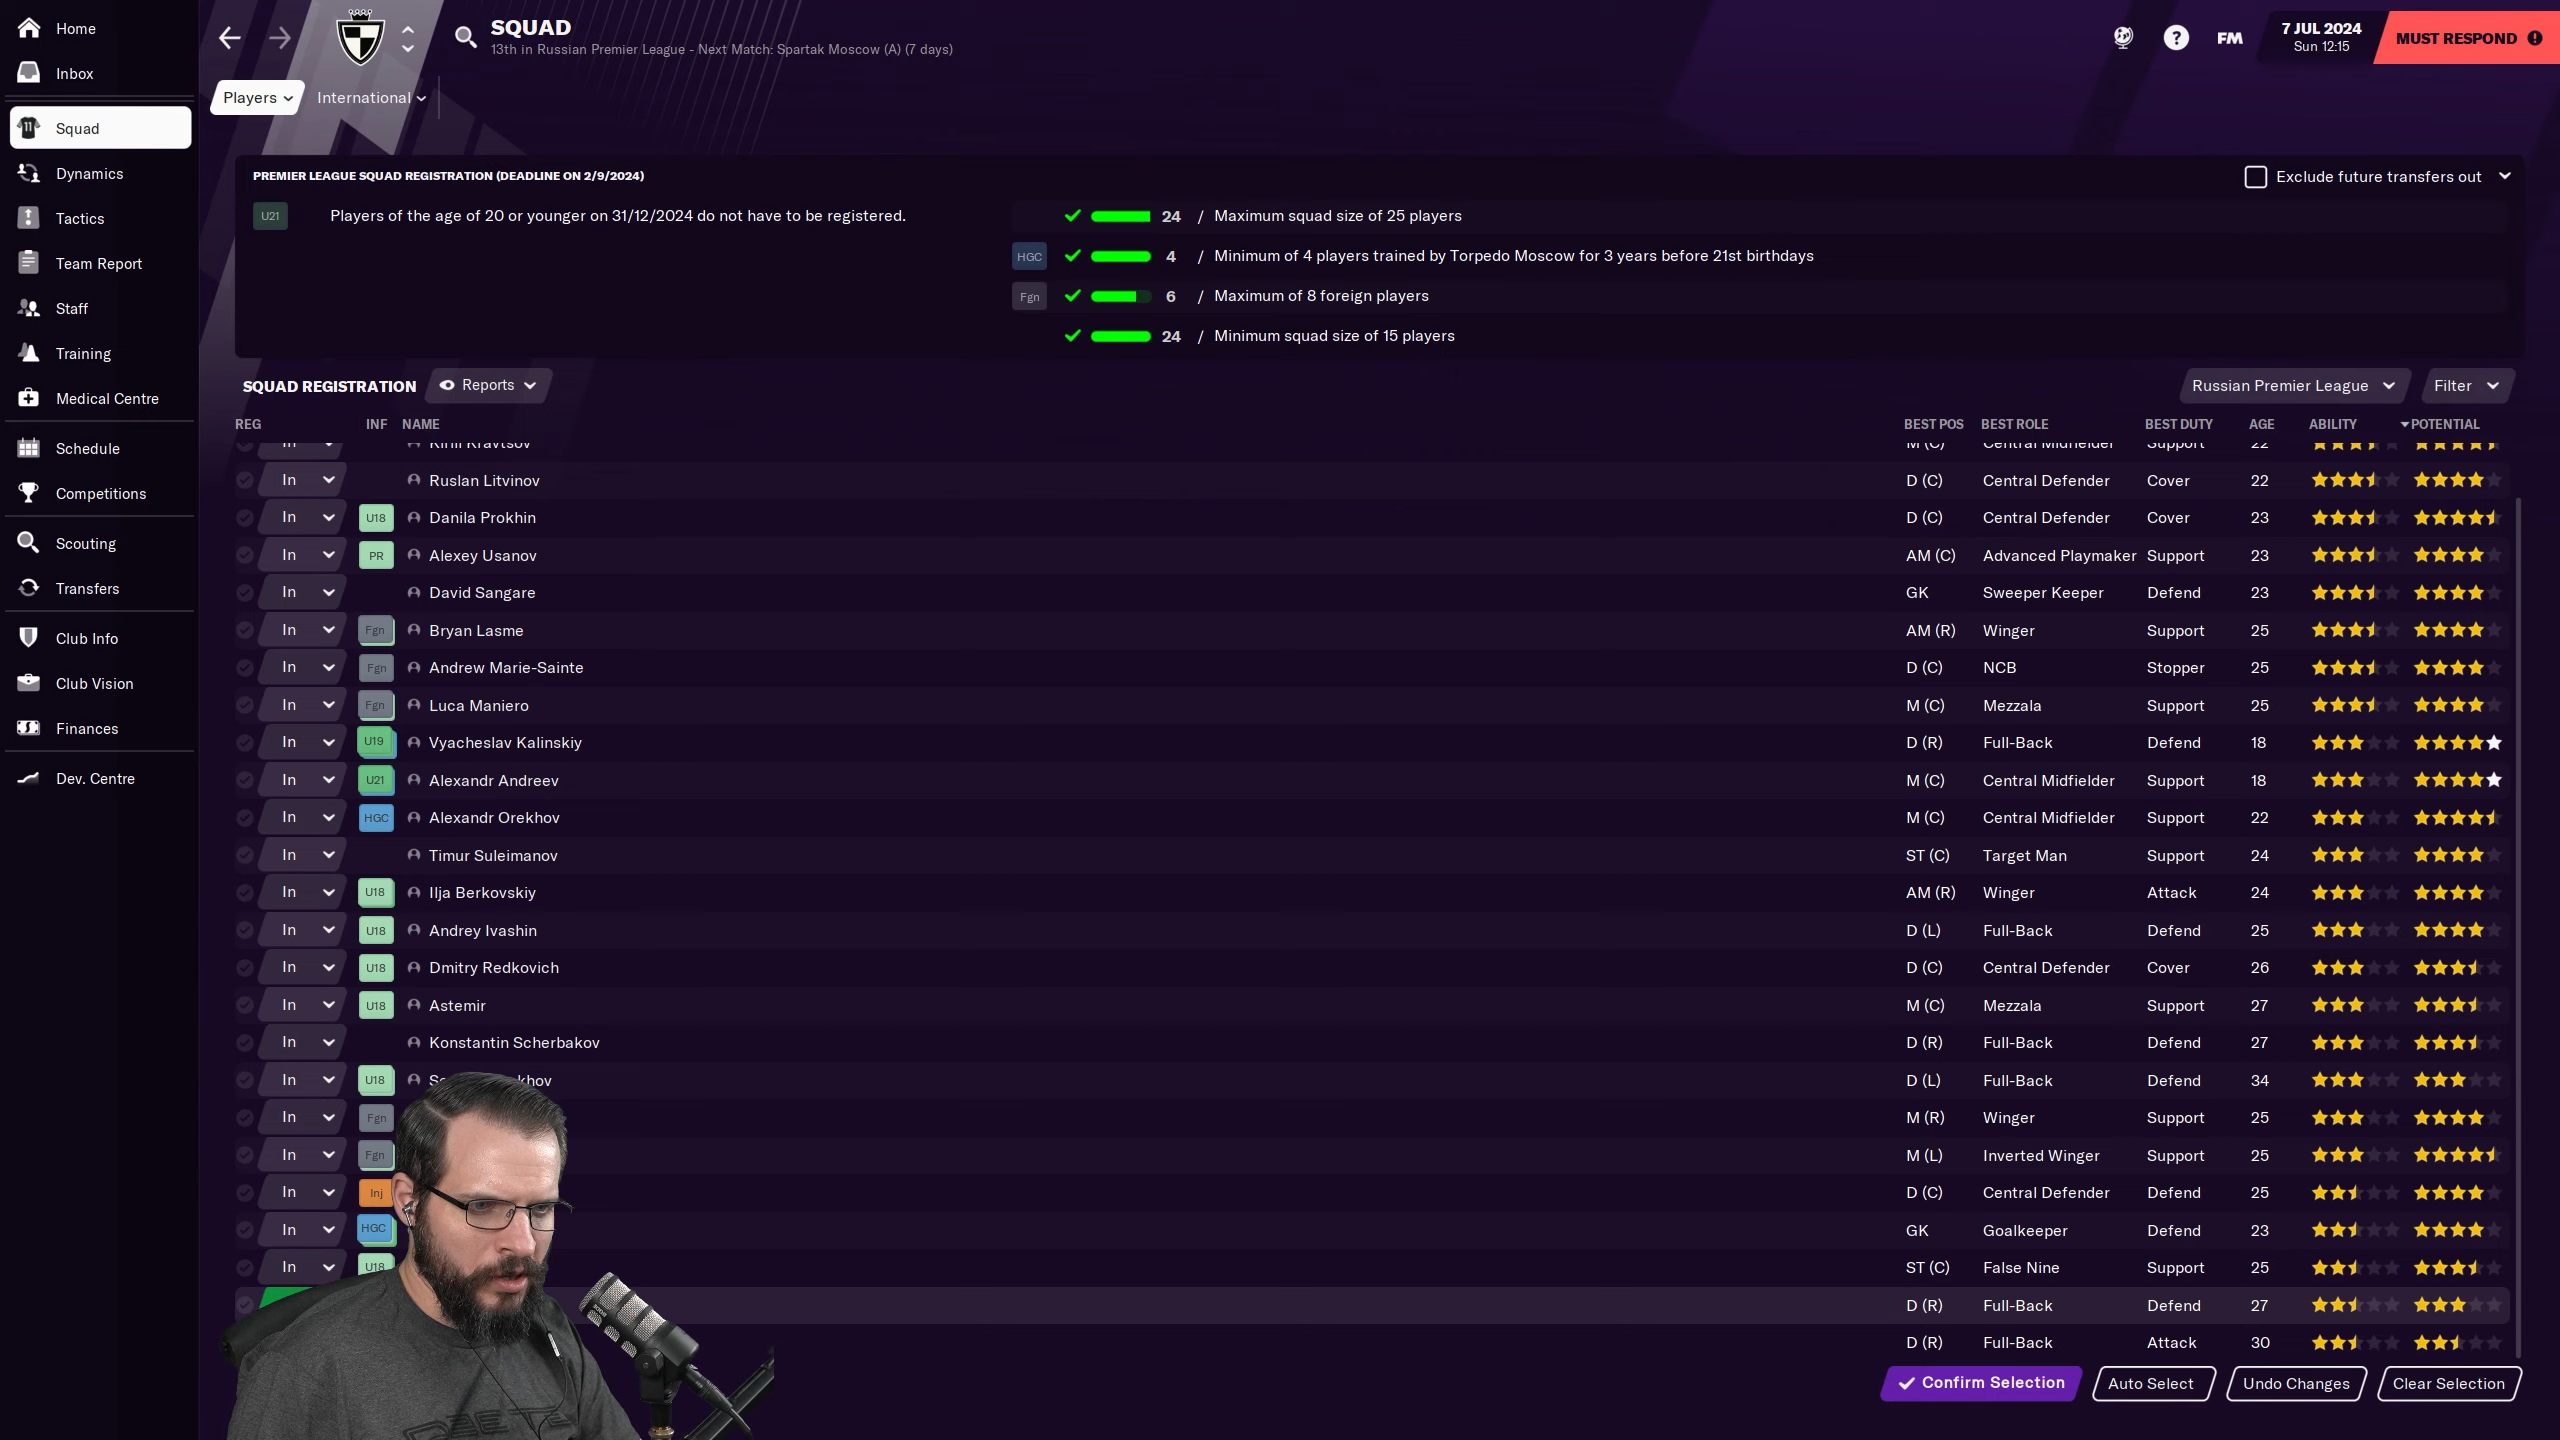 Home
Inbox
Squad
Dynamics
Tactics
Team Report
Staff
Training
Medical Centre
Schedule
Competitions
Scouting
Transfers
Club Info
Club Vision
Finances
Dev. Centre
SQUAD
13th in Russian Premier League - Next Match: Spartak Moscow (A) (7 days)
FM
7 JUL 2024
Sun 12:15
MUST RESPOND
Players
International
PREMIER LEAGUE SQUAD REGISTRATION (DEADLINE ON 2/9/2024)
Exclude future transfers out
U21 Players of the age of 20 or younger on 31/12/2024 do not have to be registered.
24 / Maximum squad size of 25 players
HGC 4 / Minimum of 4 players trained by Torpedo Moscow for 3 years before 21st birthdays
Fgn 6 / Maximum of 8 foreign players
24 / Minimum squad size of 15 players
SQUAD REGISTRATION Reports Russian Premier League Filter
REG INF NAME BEST POS BEST ROLE BEST DUTY AGE ABILITY POTENTIAL
In Kirill Kravtsov M (C) Central Midfielder Support 22
In Ruslan Litvinov D (C) Central Defender Cover 22
In U18 Danila Prokhin D (C) Central Defender Cover 23
In PR Alexey Usanov AM (C) Advanced Playmaker Support 23
In David Sangare GK Sweeper Keeper Defend 23
In Fgn Bryan Lasme AM (R) Winger Support 25
In Fgn Andrew Marie-Sainte D (C) NCB Stopper 25
In Fgn Luca Maniero M (C) Mezzala Support 25
In U19 Vyacheslav Kalinskiy D (R) Full-Back Defend 18
In U21 Alexandr Andreev M (C) Central Midfielder Support 18
In HGC Alexandr Orekhov M (C) Central Midfielder Support 22
In Timur Suleimanov ST (C) Target Man Support 24
In U18 Ilja Berkovskiy AM (R) Winger Attack 24
In U18 Andrey Ivashin D (L) Full-Back Defend 25
In U18 Dmitry Redkovich D (C) Central Defender Cover 26
In U18 Astemir M (C) Mezzala Support 27
In Konstantin Scherbakov D (R) Full-Back Defend 27
In U18 D (L) Full-Back Defend 34
In Fgn M (R) Winger Support 25
In Fgn M (L) Inverted Winger Support 25
In Inj D (C) Central Defender Defend 25
In HGC GK Goalkeeper Defend 23
In U18 ST (C) False Nine Support 25
D (R) Full-Back Defend 27
D (R) Full-Back Attack 30
Confirm Selection Auto Select Undo Changes Clear Selection